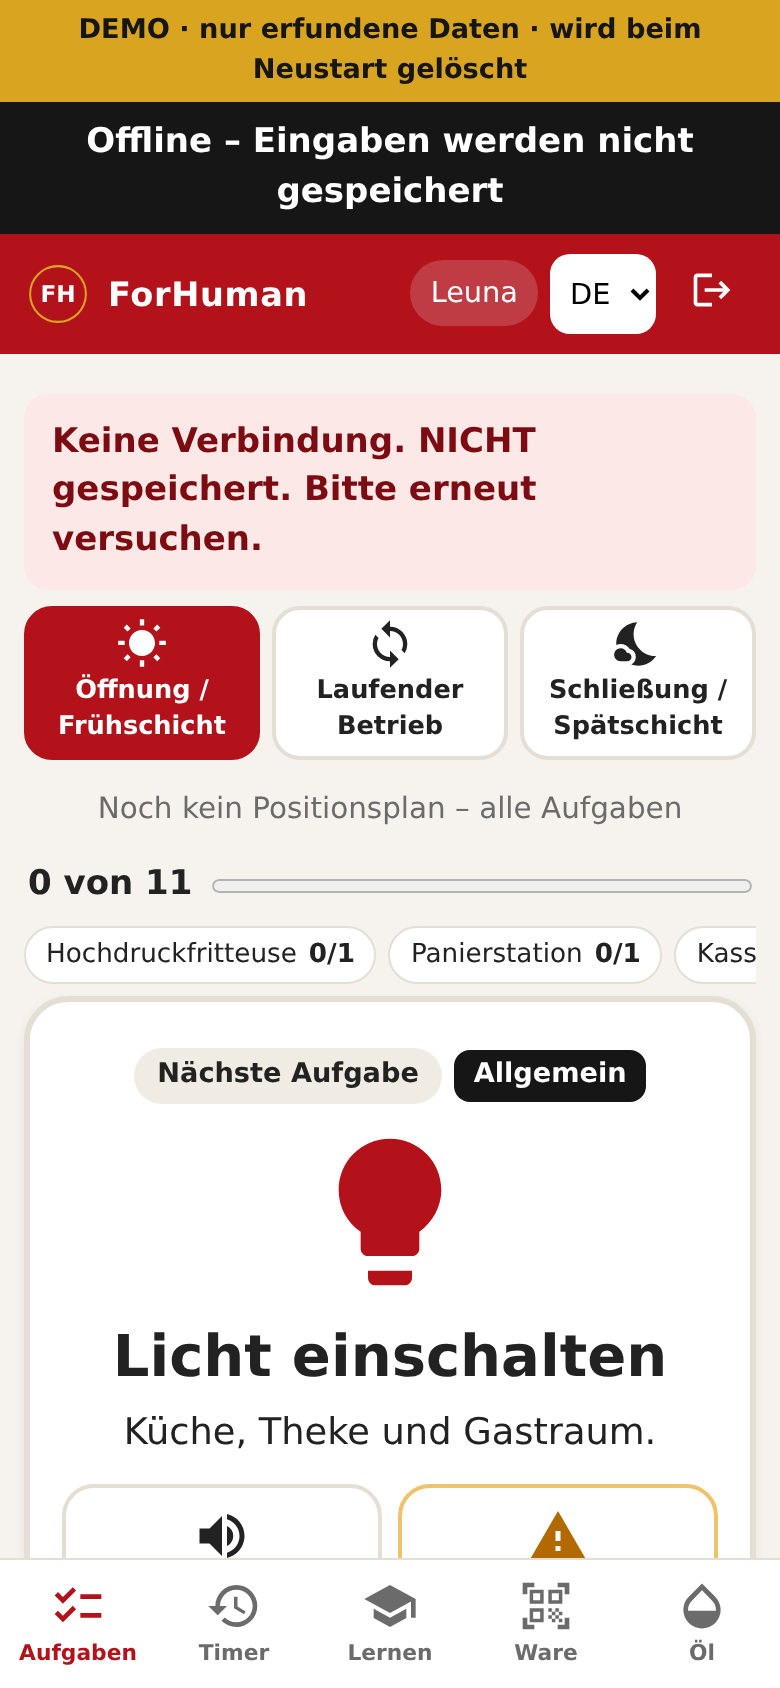 DEMO · nur erfundene Daten · wird beim
Neustart gelöscht
Offline – Eingaben werden nicht
gespeichert
FH ForHuman Leuna DE
Keine Verbindung. NICHT
gespeichert. Bitte erneut
versuchen.
Öffnung /
Frühschicht
Laufender
Betrieb
Schließung /
Spätschicht
Noch kein Positionsplan – alle Aufgaben
0 von 11
Hochdruckfritteuse 0/1 Panierstation 0/1 Kass
Nächste Aufgabe Allgemein
Licht einschalten
Küche, Theke und Gastraum.
Aufgaben Timer Lernen Ware Öl